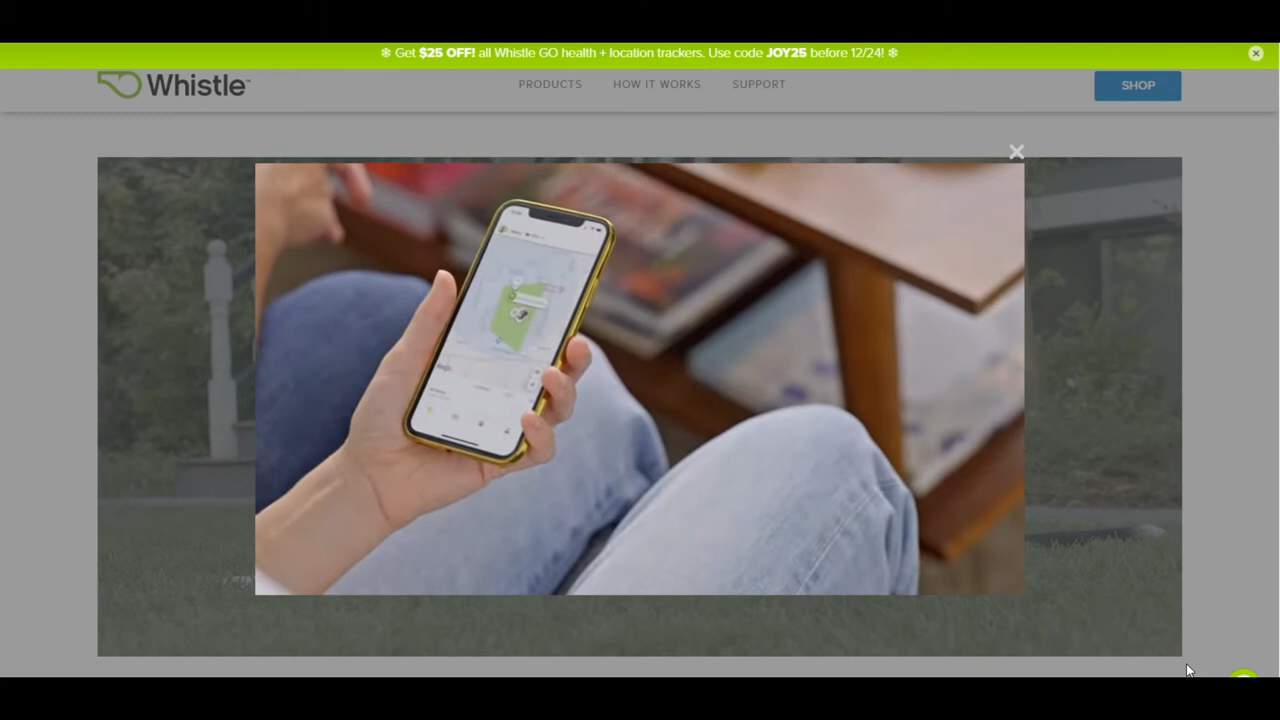 ❄ Get $25 OFF! all Whistle GO health + location trackers. Use code JOY25 before 12/24! ❄
Whistle™
PRODUCTS
HOW IT WORKS
SUPPORT
SHOP